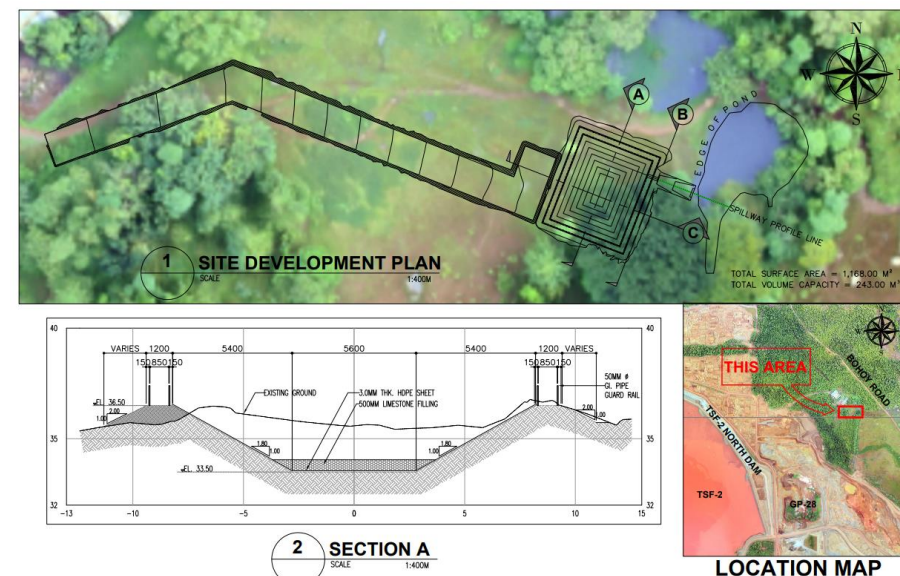 N
W
S
A
B
C
EDGE OF POND
SPILLWAY PROFILE LINE
1 SITE DEVELOPMENT PLAN
SCALE 1:400M
TOTAL SURFACE AREA = 1,168.00 M²
TOTAL VOLUME CAPACITY = 243.00 M³
40 40
VARIES 1200 5400 5600 5400 1200 VARIES
150 850 150 150 850 150
EXISTING GROUND
3.0MM THK. HDPE SHEET
500MM LIMESTONE FILLING
50MM Ø
GI. PIPE
GUARD RAIL
EL. 36.50
2.00
1.00
2.00
1.00
35 35
1.80
1.00
1.80
1.00
EL. 33.50
32 32
-13 -10 -5 0 5 10 15
2 SECTION A
SCALE 1:400M
THIS AREA
BOHOY ROAD
TSF-2 NORTH DAM
TSF-2
GP-28
LOCATION MAP